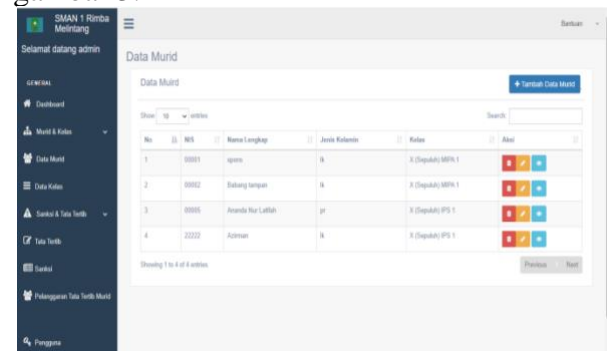 SMAN 1 Rimba
Melintang
Selamat datang admin
GENERAL
Dashboard
Murid & Kelas
Data Murid
Data Kelas
Sanksi & Tata Tertib
Tata Tertib
Sanksi
Pelanggaran Tata Tertib Murid
Pengguna
Bantuan
Data Murid
Data Muird
+ Tambah Data Murid
Show 10 entries
Search:
No NIS Nama Lengkap Jenis Kelamin Kelas Aksi
1 00001 lk X (Sepuluh) MIPA 1
2 00002 Babang tampan lk X (Sepuluh) MIPA 1
3 00005 Ananda Nur Latifah pr X (Sepuluh) IPS 1
4 22222 Aziman lk X (Sepuluh) IPS 1
Showing 1 to 4 of 4 entries
Previous Next